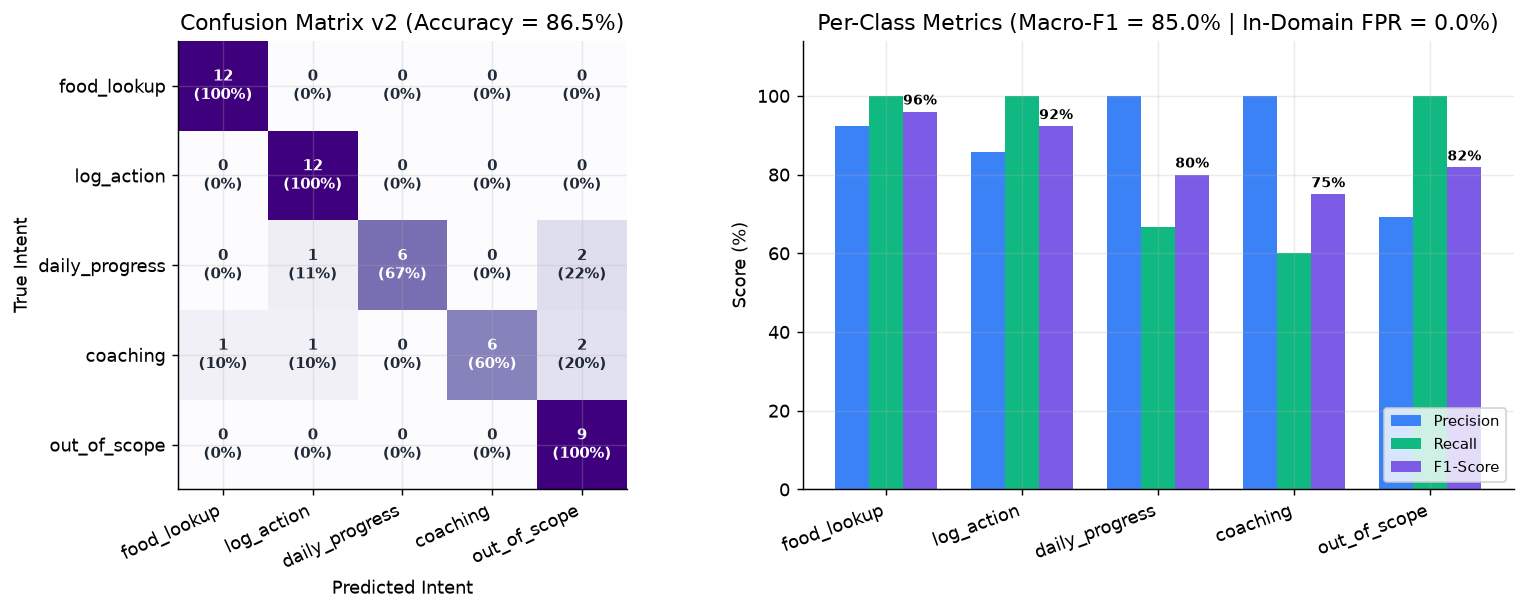 Confusion Matrix v2 (Accuracy = 86.5%)
True Intent
food_lookup
12 0 0 0 0
(100%) (0%) (0%) (0%) (0%)
log_action
0 12 0 0 0
(0%) (100%) (0%) (0%) (0%)
daily_progress
0 1 6 0 2
(0%) (11%) (67%) (0%) (22%)
coaching
1 1 0 6 2
(10%) (10%) (0%) (60%) (20%)
out_of_scope
0 0 0 0 9
(0%) (0%) (0%) (0%) (100%)
food_lookup log_action daily_progress coaching out_of_scope
Predicted Intent
Per-Class Metrics (Macro-F1 = 85.0% | In-Domain FPR = 0.0%)
Score (%)
100
80
60
40
20
0
96% 92% 80% 75% 82%
Precision
Recall
F1-Score
food_lookup log_action daily_progress coaching out_of_scope